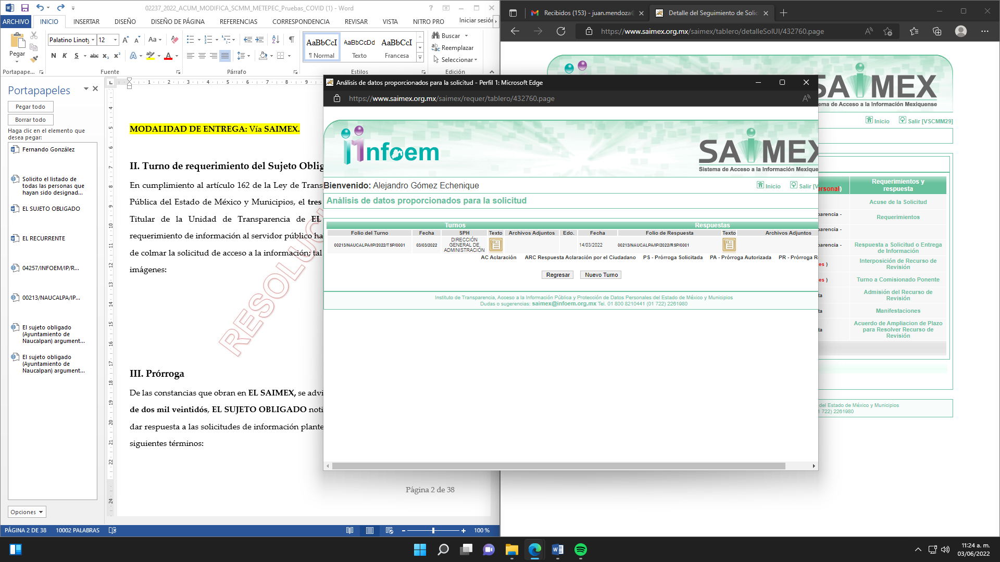 02237_2022_ACUM_MODIFICA_SCMM_METEPEC_Pruebas_COVID (1) - Word
ARCHIVO INICIO INSERTAR DISEÑO DISEÑO DE PÁGINA REFERENCIAS CORRESPONDENCIA REVISAR VISTA NITRO PRO Iniciar sesión
Pegar
Palatino Linoty 12
N K S abc x₂ x²
AaBbCcI AaBbCcDd AaBbCcI
¶ Normal Texto Francesa
Buscar
Reemplazar
Seleccionar
Portapape... Fuente Párrafo Estilos Edición
Portapapeles
Pegar todo
Borrar todo
Haga clic en el elemento que
desea pegar:
Fernando González
Solicito el listado de
todas las personas que
hayan sido designad...
EL SUJETO OBLIGADO
EL RECURRENTE
04257/INFOEM/IP/R...
00213/NAUCALPA/IP...
El sujeto obligado
(Ayuntamiento de
Naucalpan) argument...
El sujeto obligado
(Ayuntamiento de
Naucalpan) argument...
Opciones
MODALIDAD DE ENTREGA: Vía SAIMEX.
II. Turno de requerimiento del Sujeto Oblig
En cumplimiento al artículo 162 de la Ley de Trans
Pública del Estado de México y Municipios, el tres
Titular de la Unidad de Transparencia de EL
requerimiento de información al servidor público ha
de colmar la solicitud de acceso a la información; tal
imágenes:
RESOLUC
III. Prórroga
De las constancias que obran en EL SAIMEX, se advi
de dos mil veintidós, EL SUJETO OBLIGADO noti
dar respuesta a las solicitudes de información plante
siguientes términos:
Página 2 de 38
PÁGINA 2 DE 38 10002 PALABRAS 100 %
Recibidos (153) - juan.mendoza@
Detalle del Seguimiento de Solic
https://www.saimex.org.mx/saimex/tablero/detalleSolUI/432760.page
SAIMEX
ema de Acceso a la Información Mexiquense
Inicio Salir [VSCMM29]
Requerimientos y
respuesta
ersonal)
Acuse de la Solicitud
parencia -
Requerimientos
parencia -
parencia -
Respuesta a Solicitud o Entrega
de Información
es )
Interposición de Recurso de
Revisión
es )
Turno a Comisionado Ponente
ta
Admisión del Recurso de
Revisión
ta
Manifestaciones
ta
Acuerdo de Ampliacion de Plazo
para Resolver Recurso de
Revisión
del Estado de México y Municipios
1 722) 2261980
Análisis de datos proporcionados para la solicitud - Perfil 1: Microsoft Edge
https://www.saimex.org.mx/saimex/requer/tablero/432760.page
infoem
SAIMEX
Sistema de Acceso a la Información Mexique
Bienvenido: Alejandro Gómez Echenique
Inicio Salir [V
Análisis de datos proporcionados para la solicitud
Turnos Respuestas
Folio del Turno Fecha SPH Texto Archivos Adjuntos Edo. Fecha Folio de Respuesta Texto Archivos Adjuntos
00213/NAUCALPA/IP/2022/TSP/0001 03/03/2022 DIRECCIÓN GENERAL DE ADMINISTRACIÓN 14/03/2022 00213/NAUCALPA/IP/2022/RSP/0001
AC Aclaración ARC Respuesta Aclaración por el Ciudadano PS - Prórroga Solicitada PA - Prórroga Autorizada PR - Prórroga R
Regresar Nuevo Turno
Instituto de Transparencia, Acceso a la Información Pública y Protección de Datos Personales del Estado de México y Municipios
Dudas o sugerencias: saimex@infoem.org.mx Tel. 01 800 8210441 (01 722) 2261980
11:24 a. m.
03/06/2022